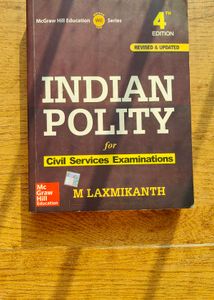 McGraw Hill Education Series
4TH
EDITION
REVISED & UPDATED
INDIAN
POLITY
for
Civil Services Examinations
M LAXMIKANTH
Mc
Graw
Hill
Education